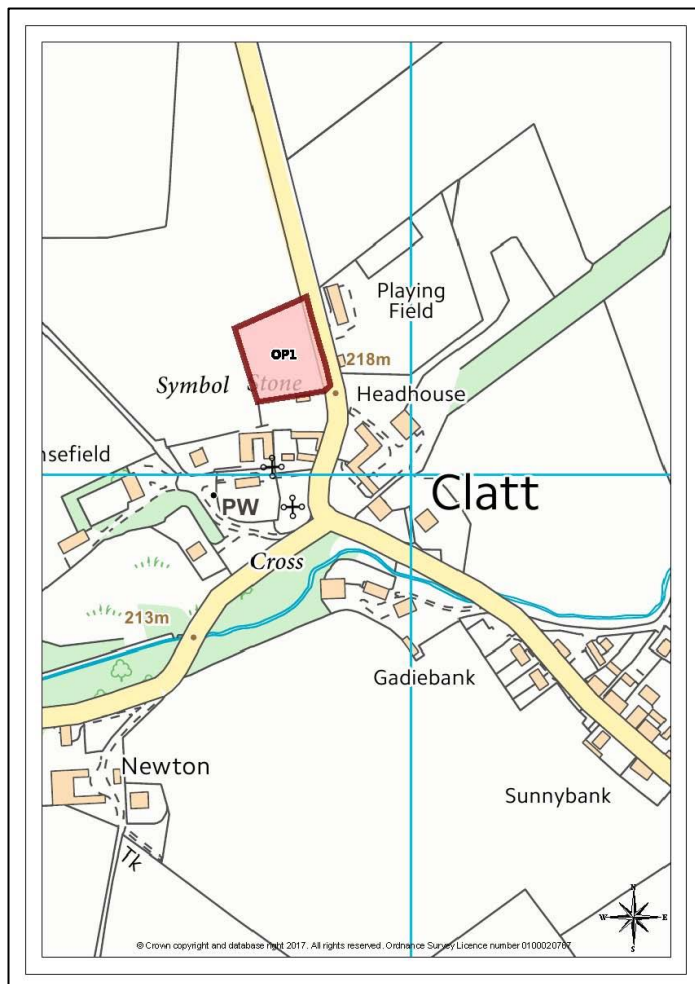 Playing
Field
OP1
218m
Symbol Stone
Headhouse
nsefield
PW
Clatt
Cross
213m
Gadiebank
Newton
Sunnybank
Tk
N
W E
S
© Crown copyright and database right 2017. All rights reserved. Ordnance Survey Licence number 0100020767